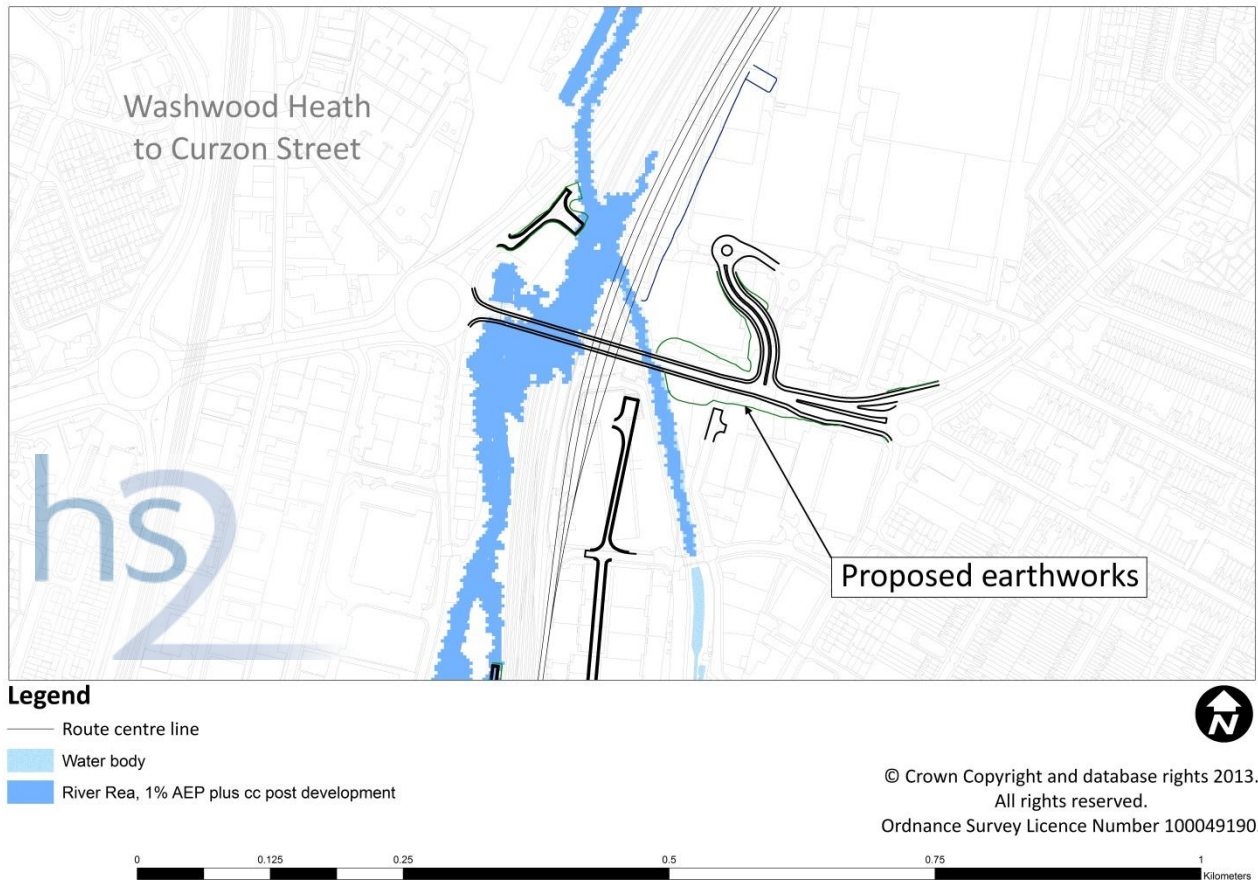 Washwood Heath
to Curzon Street
hs2
Proposed earthworks
Legend
Route centre line
Water body
River Rea, 1% AEP plus cc post development
N
© Crown Copyright and database rights 2013.
All rights reserved.
Ordnance Survey Licence Number 100049190
0 0.125 0.25 0.5 0.75 1
Kilometers